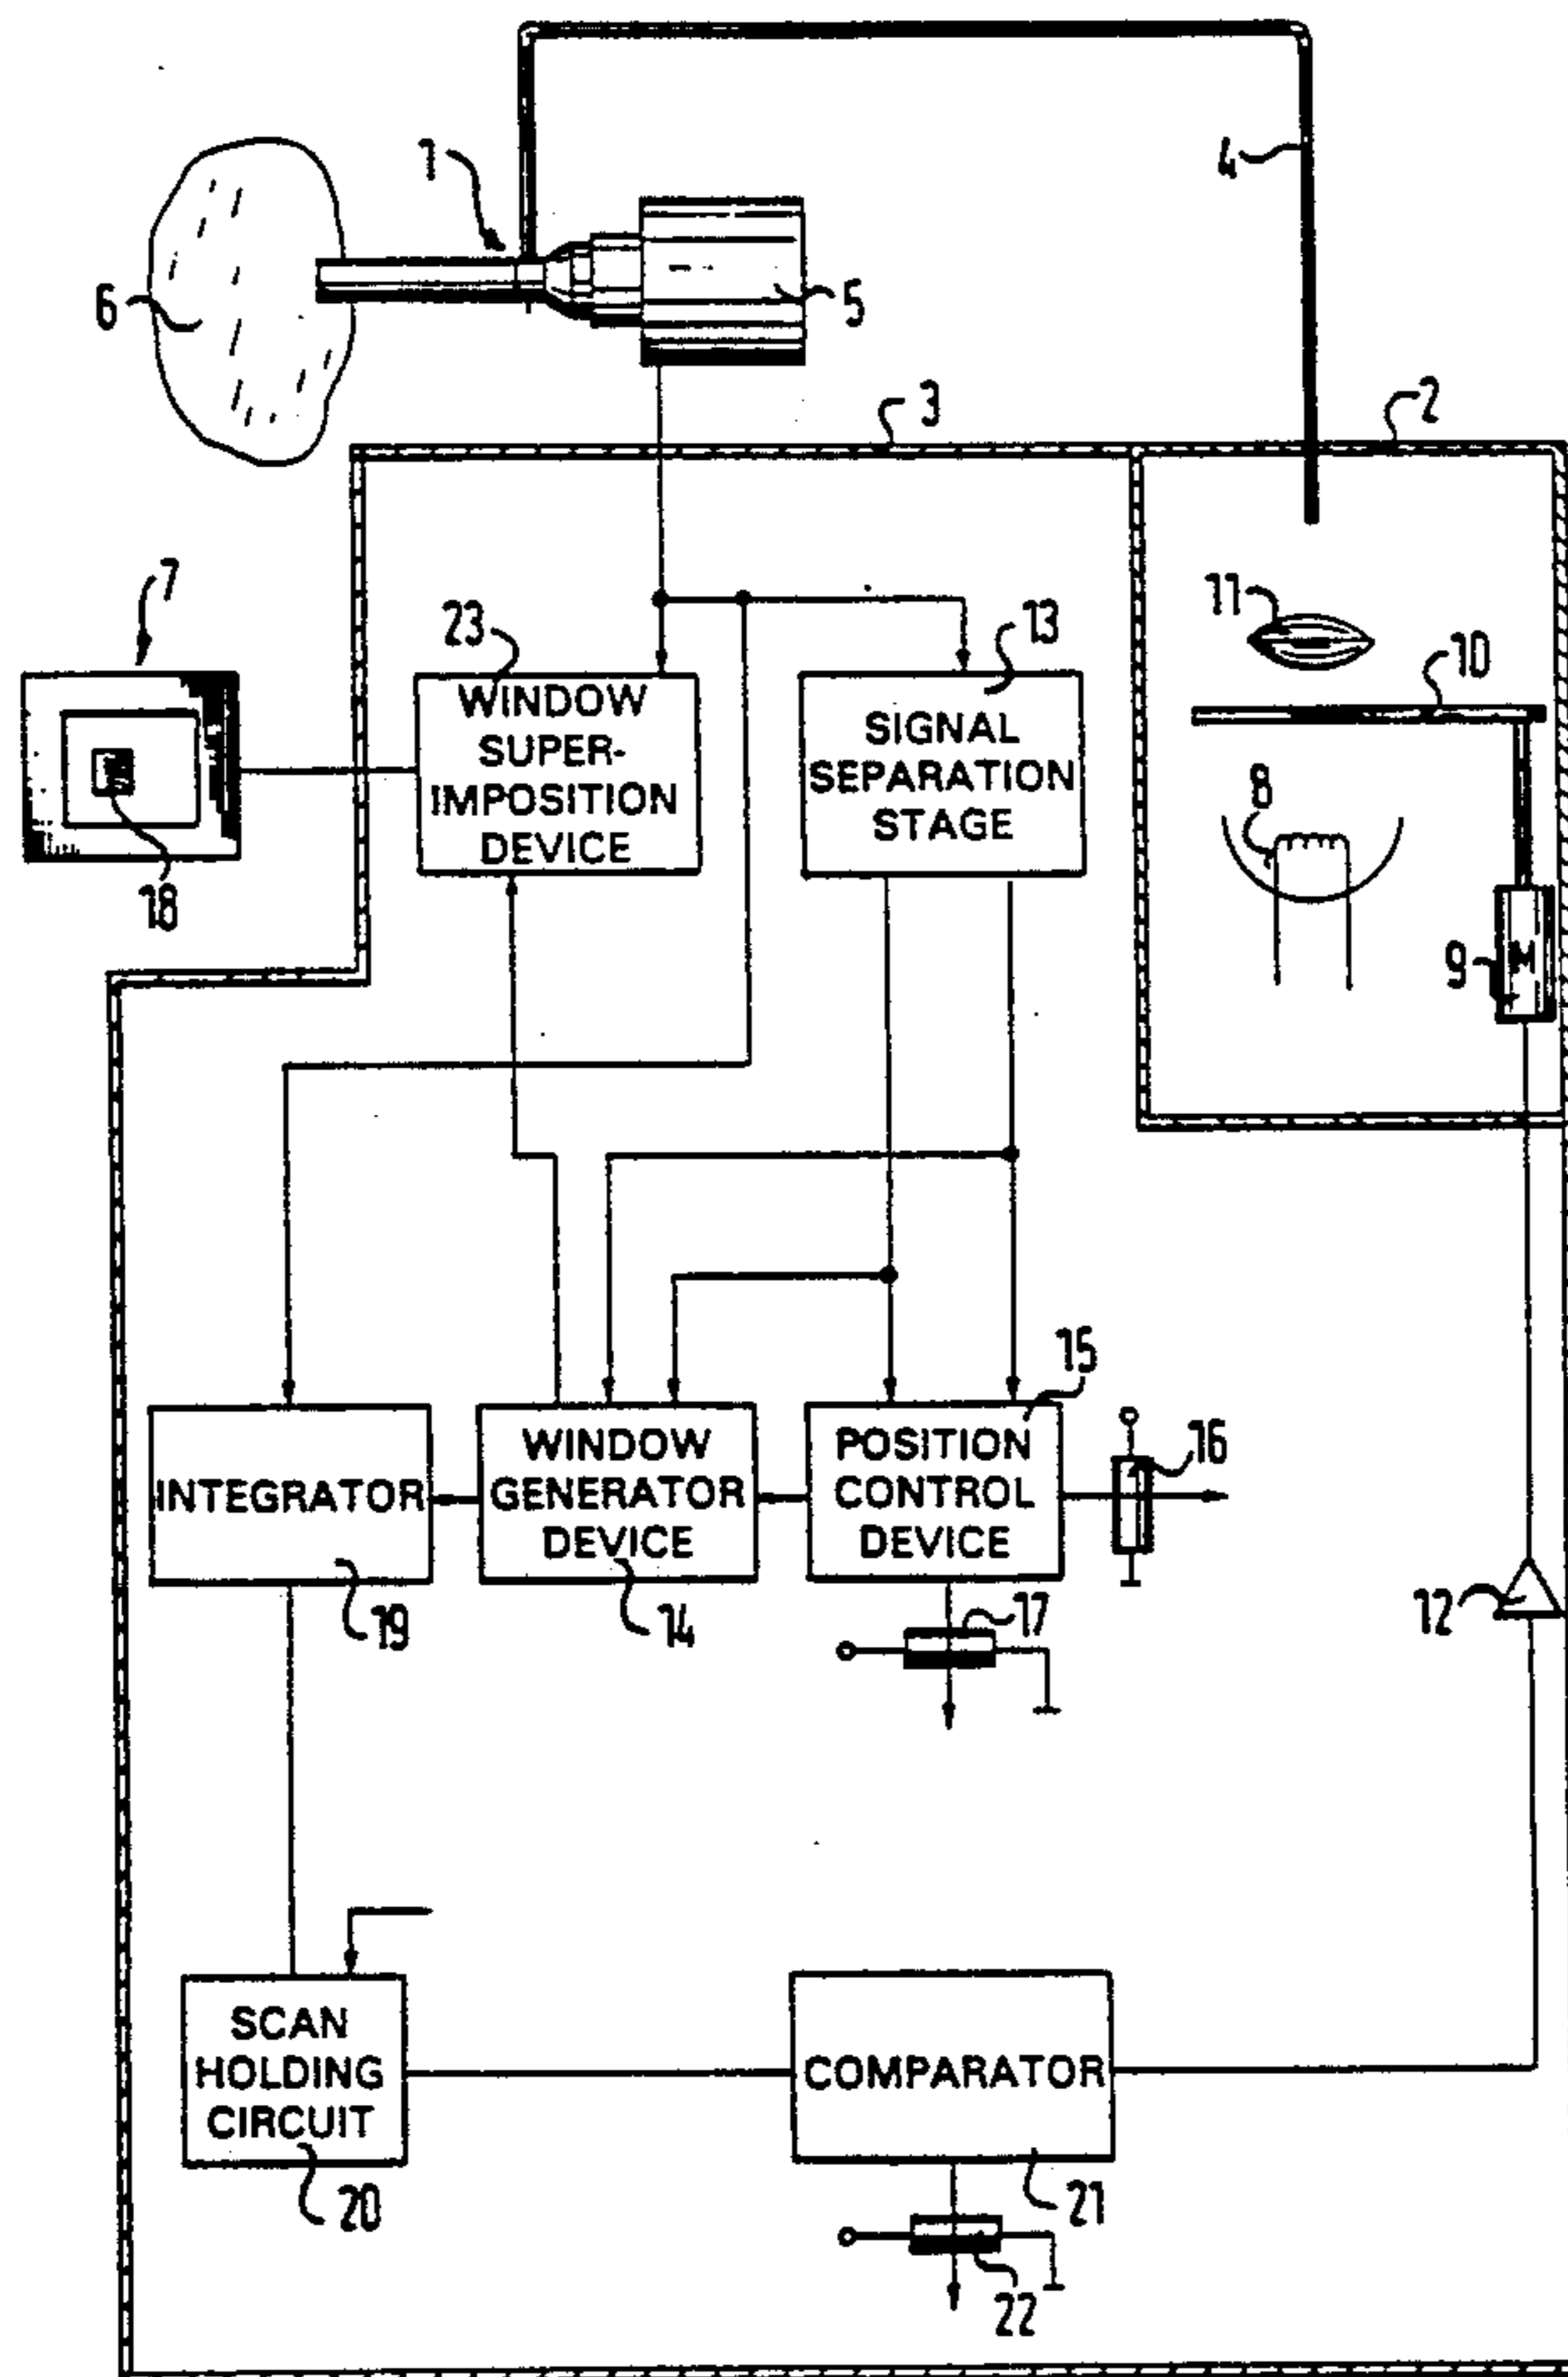 1
4
6
5
3
2
7
11
23
13
10
WINDOW
SUPER-
IMPOSITION
DEVICE
SIGNAL
SEPARATION
STAGE
8
18
9
M
15
16
INTEGRATOR
WINDOW
GENERATOR
DEVICE
POSITION
CONTROL
DEVICE
19
14
17
12
SCAN
HOLDING
CIRCUIT
COMPARATOR
20
21
22